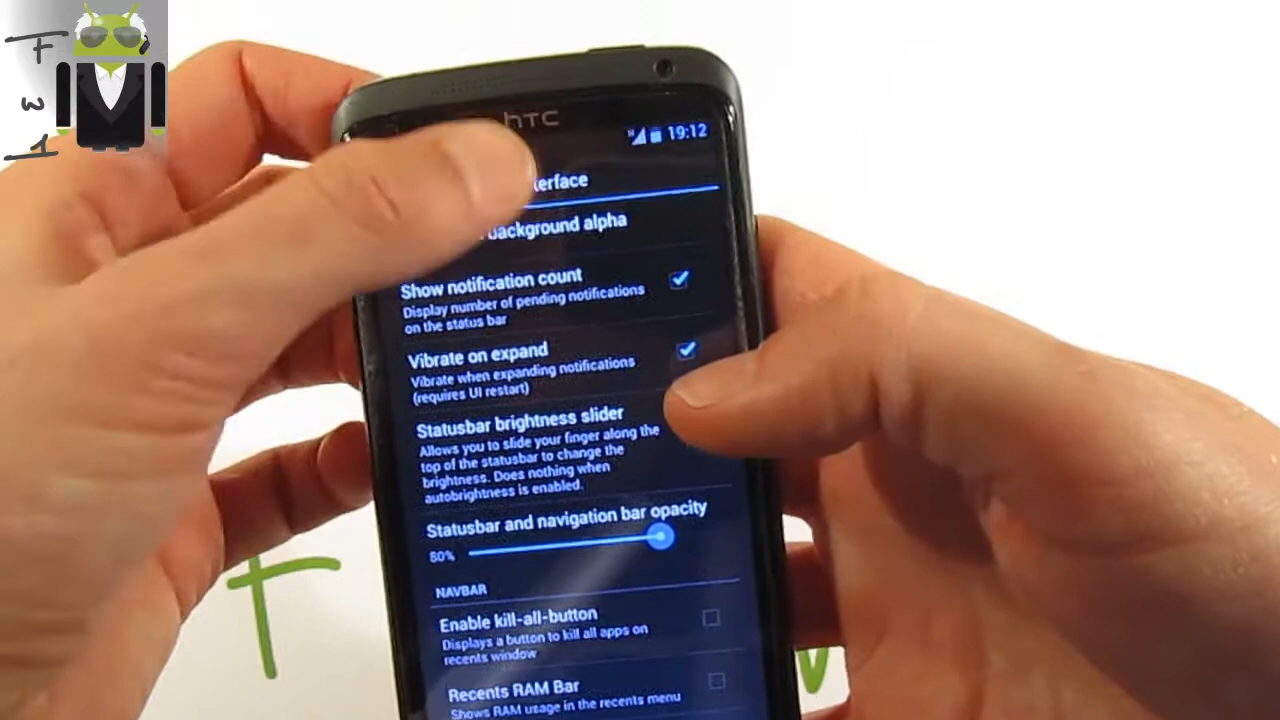 F
W
1
hTC
H 19:12
terface
background alpha
Show notification count
Display number of pending notifications
on the status bar
Vibrate on expand
Vibrate when expanding notifications
(requires UI restart)
Statusbar brightness slider
Allows you to slide your finger along the
top of the statusbar to change the
brightness. Does nothing when
autobrightness is enabled.
Statusbar and navigation bar opacity
80%
NAVBAR
Enable kill-all-button
Displays a button to kill all apps on
recents window
Recents RAM Bar
Shows RAM usage in the recents menu